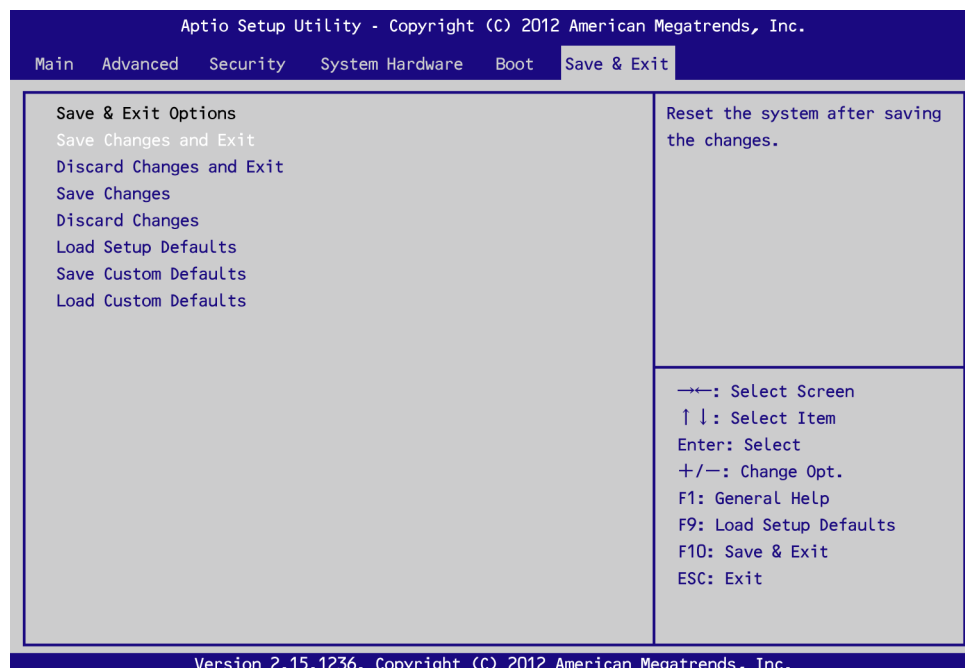 Aptio Setup Utility - Copyright (C) 2012 American Megatrends, Inc.
Main Advanced Security System Hardware Boot Save & Exit
Save & Exit Options
Save Changes and Exit
Discard Changes and Exit
Save Changes
Discard Changes
Load Setup Defaults
Save Custom Defaults
Load Custom Defaults
Reset the system after saving
the changes.
→←: Select Screen
↑↓: Select Item
Enter: Select
+/−: Change Opt.
F1: General Help
F9: Load Setup Defaults
F10: Save & Exit
ESC: Exit
Version 2.15.1236. Copyright (C) 2012 American Megatrends, Inc.